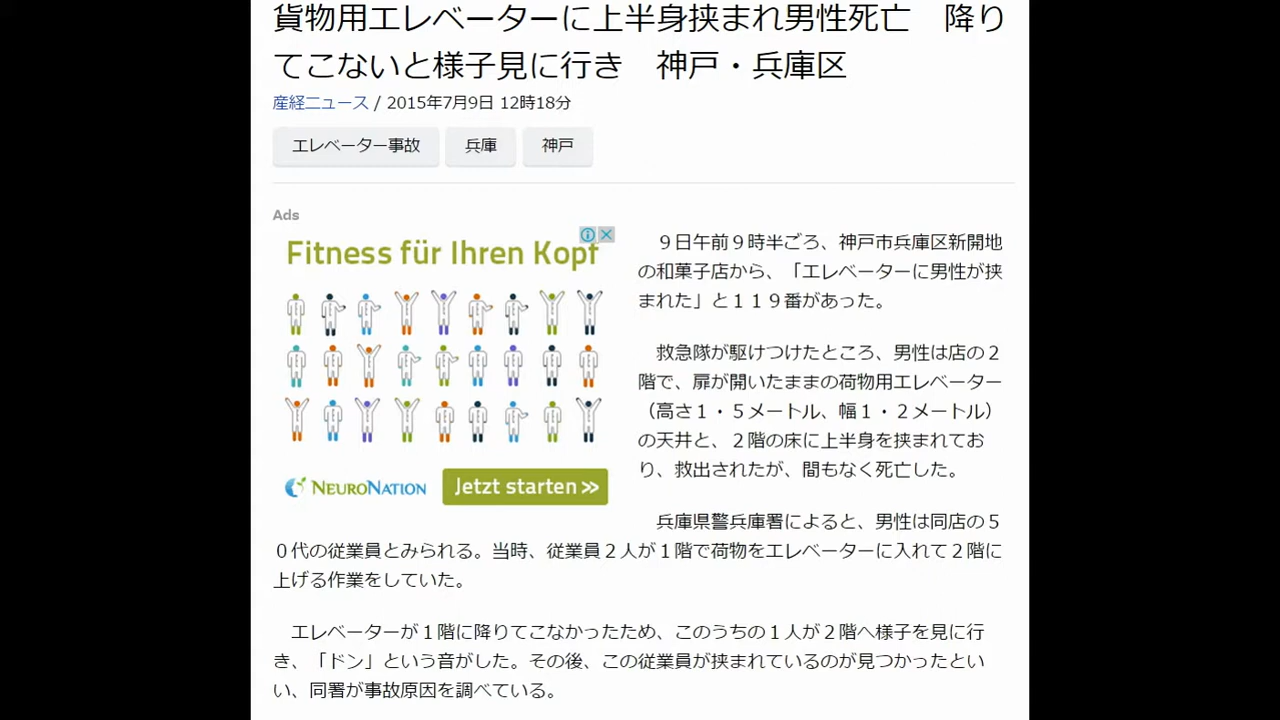 貨物用エレベーターに上半身挟まれ男性死亡　降り
てこないと様子見に行き　神戸・兵庫区
産経ニュース / 2015年7月9日 12時18分
エレベーター事故
兵庫
神戸
Ads
Fitness für Ihren Kopf
NEURONATION
Jetzt starten »
　９日午前９時半ごろ、神戸市兵庫区新開地
の和菓子店から、「エレベーターに男性が挟
まれた」と１１９番があった。
　救急隊が駆けつけたところ、男性は店の２
階で、扉が開いたままの荷物用エレベーター
（高さ１・５メートル、幅１・２メートル）
の天井と、２階の床に上半身を挟まれてお
り、救出されたが、間もなく死亡した。
　兵庫県警兵庫署によると、男性は同店の５
０代の従業員とみられる。当時、従業員２人が１階で荷物をエレベーターに入れて２階に
上げる作業をしていた。
　エレベーターが１階に降りてこなかったため、このうちの１人が２階へ様子を見に行
き、「ドン」という音がした。その後、この従業員が挟まれているのが見つかったとい
い、同署が事故原因を調べている。